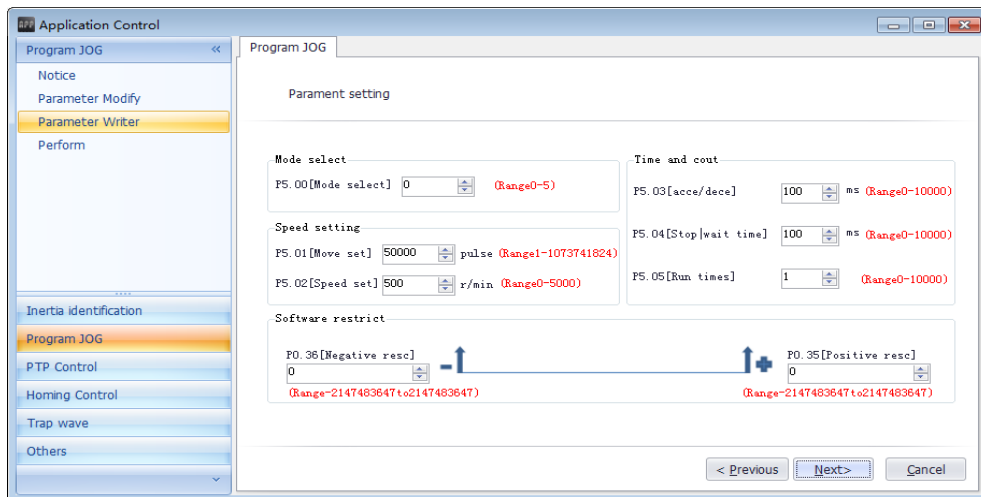 APP Application Control
Program JOG «
Notice
Parameter Modify
Parameter Writer
Perform
Inertia identification
Program JOG
PTP Control
Homing Control
Trap wave
Others
Program JOG
Parament setting
Mode select
P5.00[Mode select] 0 (Range0-5)
Speed setting
P5.01[Move set] 50000 pulse (Range1-1073741824)
P5.02[Speed set] 500 r/min (Range0-5000)
Time and cout
P5.03[acce/dece] 100 ms (Range0-10000)
P5.04[Stop|wait time] 100 ms (Range0-10000)
P5.05[Run times] 1 (Range0-10000)
Software restrict
P0.36[Negative resc]
0
(Range-2147483647to2147483647)
P0.35[Positive resc]
0
(Range-2147483647to2147483647)
< Previous
Next>
Cancel